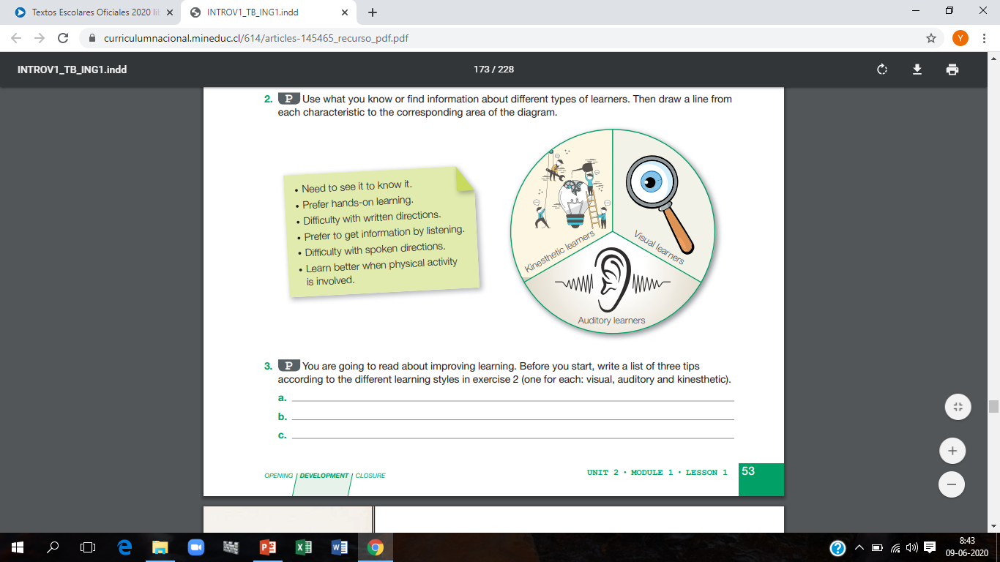 Textos Escolares Oficiales 2020 li
INTROV1_TB_ING1.indd
curriculumnacional.mineduc.cl/614/articles-145465_recurso_pdf.pdf
Y
INTROV1_TB_ING1.indd
173 / 228
2. P Use what you know or find information about different types of learners. Then draw a line from
each characteristic to the corresponding area of the diagram.
• Need to see it to know it.
• Prefer hands-on learning.
• Difficulty with written directions.
• Prefer to get information by listening.
• Difficulty with spoken directions.
• Learn better when physical activity
is involved.
Kinesthetic learners
Visual learners
Auditory learners
3. P You are going to read about improving learning. Before you start, write a list of three tips
according to the different learning styles in exercise 2 (one for each: visual, auditory and kinesthetic).
a.
b.
c.
OPENING DEVELOPMENT CLOSURE
UNIT 2 • MODULE 1 • LESSON 1 53
8:43
09-06-2020